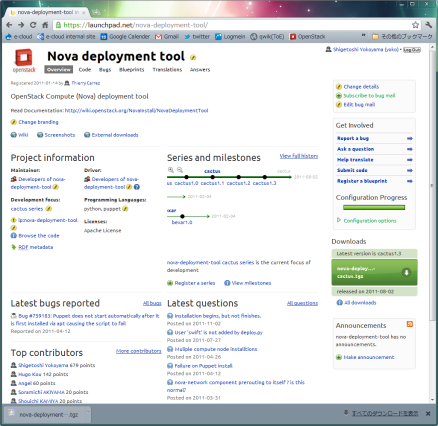 Nova deployment tool in
https://launchpad.net/nova-deployment-tool/
e-cloud
e-cloud internal site
Google Calender
Gmail
twitter
Logmein
qwik(ToE)
OpenStack
その他のブックマーク
Shigetoshi Yokoyama (yoko)
Log Out
openstack
Nova deployment tool
Overview
Code
Bugs
Blueprints
Translations
Answers
Registered 2011-01-14 by Thierry Carrez
OpenStack Compute (Nova) deployment tool
Read Documentation: http://wiki.openstack.org/NovaInstall/NovaDeploymentTool
Change branding
Wiki
Screenshots
External downloads
Change details
Subscribe to bug mail
Edit bug mail
Project information
Maintainer:
Developers of nova-
deployment-tool
Driver:
Developers of nova-
deployment-tool
Development focus:
cactus series
Programming Languages:
python, puppet
lp:nova-deployment-tool
Browse the code
Licenses:
Apache Licence
RDF metadata
Series and milestones
View full history
cactus
cactus1.0
cactus1.1
cactus1.2
cactus1.3
2011-08-02
bexar1.0
nova-deployment-tool cactus series is the current focus of
development
Register a series
View milestones
Get Involved
Report a bug
Ask a question
Help translate
Submit code
Register a blueprint
Configuration Progress
Configuration options
Downloads
Latest version is cactus1.3
nova-deploy...-
cactus.tgz
released on 2011-08-02
All downloads
Announcements
nova-deployment-tool has no
announcements.
Make announcement
Latest bugs reported
All bugs
Bug #759183: Puppet does not start automatically after it
is first installed via apt causing the script to fail
Reported on 2011-04-12
Top contributors
More contributors
Shigetoshi Yokoyama 679 points
Hugo Kou 142 points
Angel 60 points
Soramichi AKIYAMA 20 points
Shouichi KAMIYA 20 points
Latest questions
All questions
Installation begins, but not finishes.
Posted on 2011-11-02
User 'swift' is not added by deploy.py
Posted on 2011-07-27
Muliple compute node installtions
Posted on 2011-04-26
Failure on Puppet Install
Posted on 2011-04-12
nova-network component prerouting to itself ? is this
normal?
Posted on 2011-03-31
nova-deployment-....tgz
すべてのダウンロードを表示